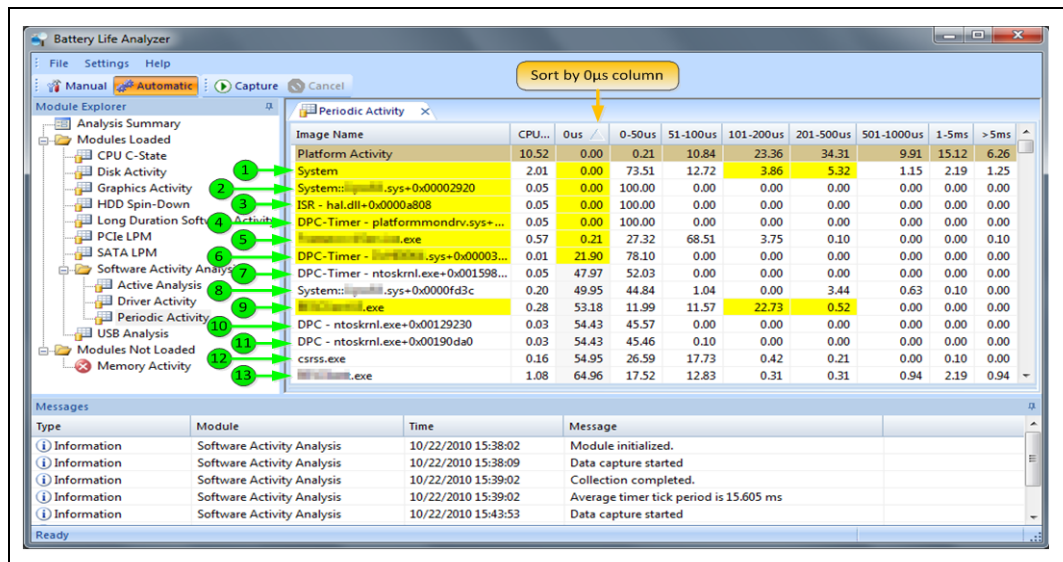 Battery Life Analyzer
File Settings Help
Sort by 0µs column
Manual Automatic Capture Cancel
Module Explorer
Analysis Summary
Modules Loaded
CPU C-State
Disk Activity
Graphics Activity
HDD Spin-Down
Long Duration Software Activity
PCIe LPM
SATA LPM
Software Activity Analysis
Active Analysis
Driver Activity
Periodic Activity
USB Analysis
Modules Not Loaded
Memory Activity
Periodic Activity x
Image Name CPU... 0us 0-50us 51-100us 101-200us 201-500us 501-1000us 1-5ms >5ms
Platform Activity 10.52 0.00 0.21 10.84 23.36 34.31 9.91 15.12 6.26
1 System 2.01 0.00 73.51 12.72 3.86 5.32 1.15 2.19 1.25
2 System:: .sys+0x00002920 0.05 0.00 100.00 0.00 0.00 0.00 0.00 0.00 0.00
3 ISR - hal.dll+0x0000a808 0.05 0.00 100.00 0.00 0.00 0.00 0.00 0.00 0.00
4 DPC-Timer - platformmondrv.sys+... 0.05 0.00 100.00 0.00 0.00 0.00 0.00 0.00 0.00
5 .exe 0.57 0.21 27.32 68.51 3.75 0.10 0.00 0.00 0.10
6 DPC-Timer - .sys+0x00003... 0.01 21.90 78.10 0.00 0.00 0.00 0.00 0.00 0.00
7 DPC-Timer - ntoskrnl.exe+0x001598... 0.05 47.97 52.03 0.00 0.00 0.00 0.00 0.00 0.00
8 System:: .sys+0x0000fd3c 0.20 49.95 44.84 1.04 0.00 3.44 0.63 0.10 0.00
9 .exe 0.28 53.18 11.99 11.57 22.73 0.52 0.00 0.00 0.00
10 DPC - ntoskrnl.exe+0x00129230 0.03 54.43 45.57 0.00 0.00 0.00 0.00 0.00 0.00
11 DPC - ntoskrnl.exe+0x00190da0 0.03 54.43 45.46 0.10 0.00 0.00 0.00 0.00 0.00
12 csrss.exe 0.16 54.95 26.59 17.73 0.42 0.21 0.00 0.10 0.00
13 .exe 1.08 64.96 17.52 12.83 0.31 0.31 0.94 2.19 0.94
Messages
Type Module Time Message
Information Software Activity Analysis 10/22/2010 15:38:02 Module initialized.
Information Software Activity Analysis 10/22/2010 15:38:09 Data capture started
Information Software Activity Analysis 10/22/2010 15:39:02 Collection completed.
Information Software Activity Analysis 10/22/2010 15:39:02 Average timer tick period is 15.605 ms
Information Software Activity Analysis 10/22/2010 15:43:53 Data capture started
Ready